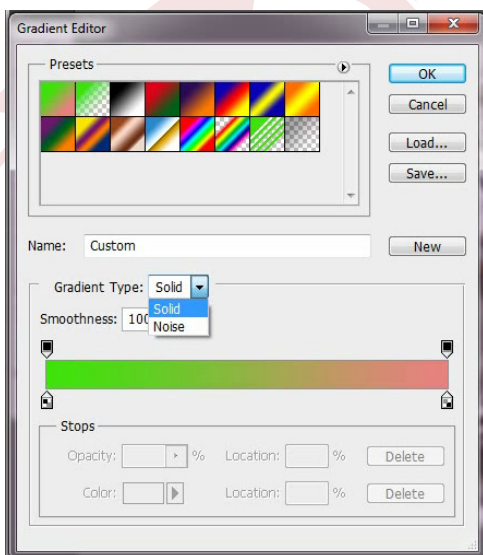 Gradient Editor
Presets
OK
Cancel
Load...
Save...
Name: Custom
New
Gradient Type: Solid
Solid
Noise
Smoothness: 100
Stops
Opacity: % Location: % Delete
Color: Location: % Delete